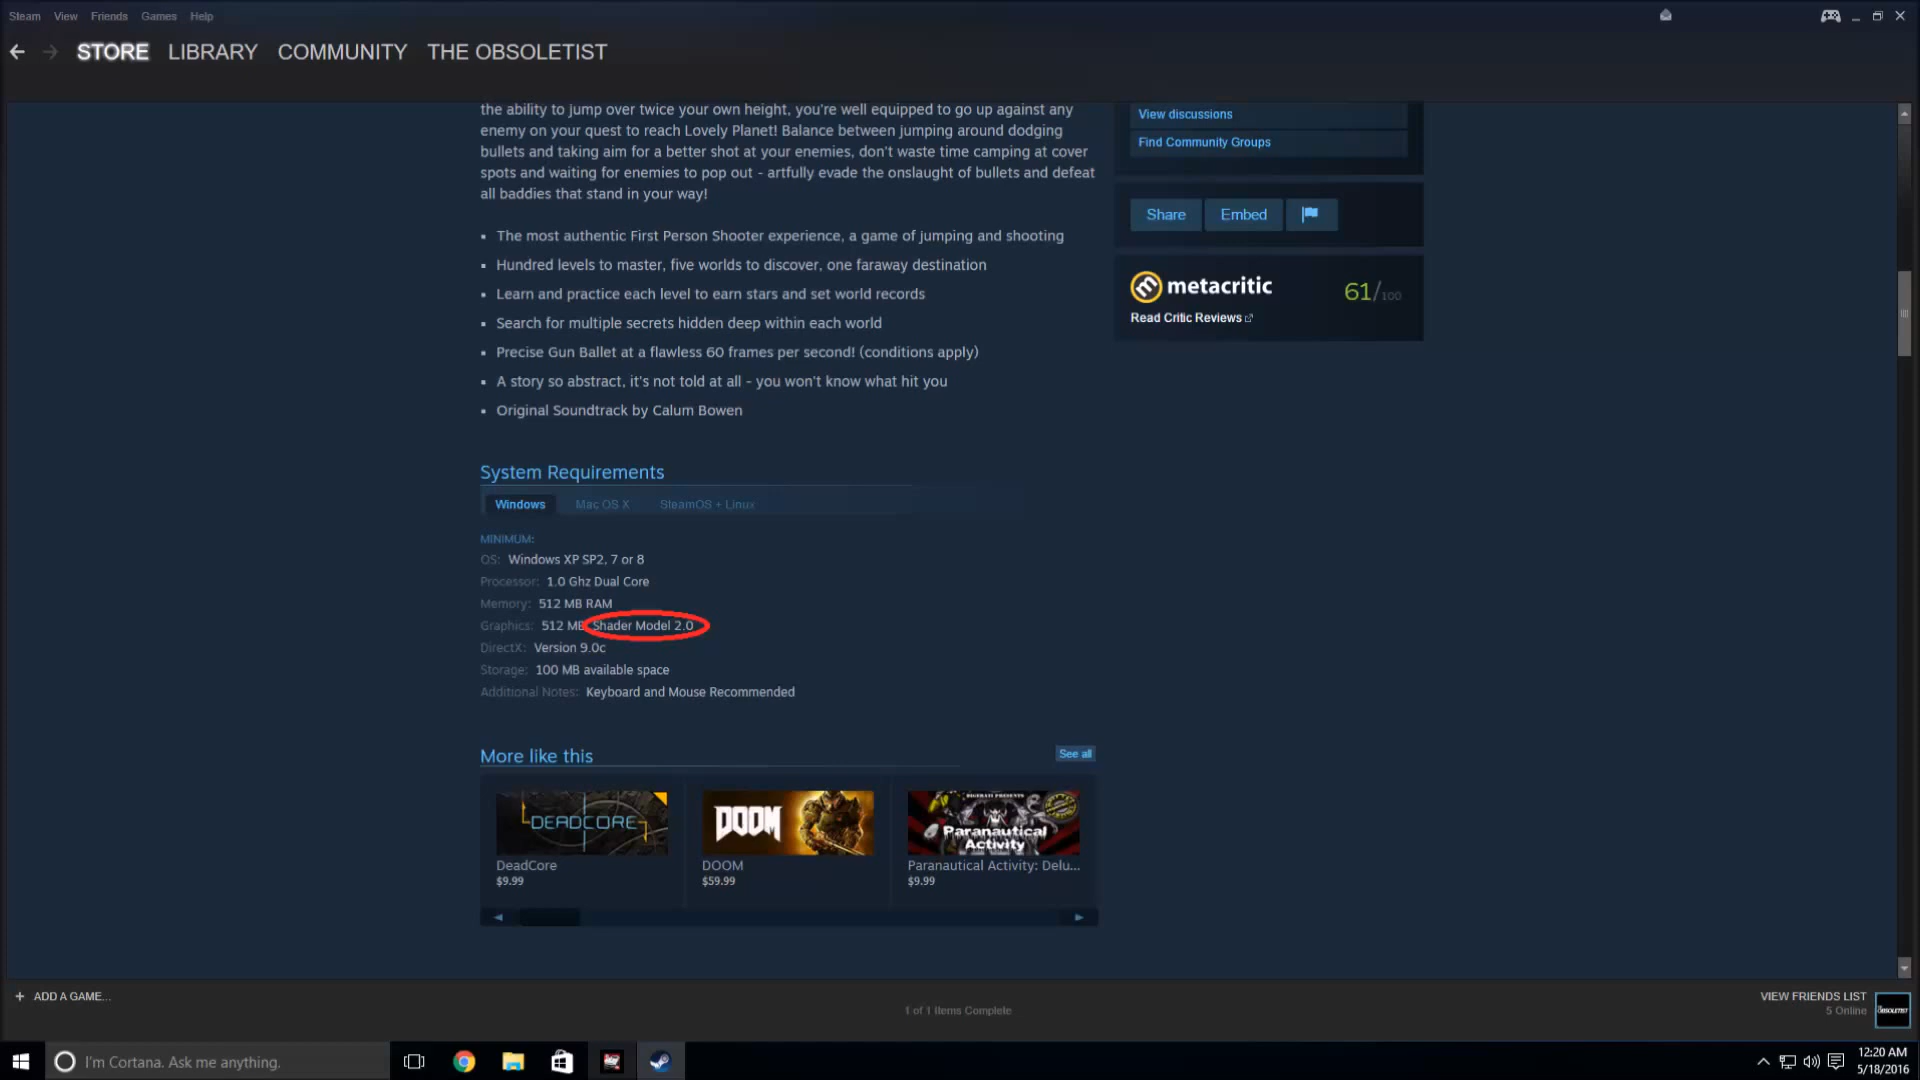 Steam View Friends Games Help
STORE LIBRARY COMMUNITY THE OBSOLETIST
the ability to jump over twice your own height, you're well equipped to go up against any
enemy on your quest to reach Lovely Planet! Balance between jumping around dodging
bullets and taking aim for a better shot at your enemies, don't waste time camping at cover
spots and waiting for enemies to pop out - artfully evade the onslaught of bullets and defeat
all baddies that stand in your way!
▪ The most authentic First Person Shooter experience, a game of jumping and shooting
▪ Hundred levels to master, five worlds to discover, one faraway destination
▪ Learn and practice each level to earn stars and set world records
▪ Search for multiple secrets hidden deep within each world
▪ Precise Gun Ballet at a flawless 60 frames per second! (conditions apply)
▪ A story so abstract, it's not told at all - you won't know what hit you
▪ Original Soundtrack by Calum Bowen
View discussions
Find Community Groups
Share Embed
metacritic 61/100
Read Critic Reviews
System Requirements
Windows Mac OS X SteamOS + Linux
MINIMUM:
OS: Windows XP SP2, 7 or 8
Processor: 1.0 Ghz Dual Core
Memory: 512 MB RAM
Graphics: 512 MB Shader Model 2.0
DirectX: Version 9.0c
Storage: 100 MB available space
Additional Notes: Keyboard and Mouse Recommended
More like this See all
DEADCORE
DOOM
BIGERATI PRESENTS
Paranautical
Activity
DeadCore
$9.99
DOOM
$59.99
Paranautical Activity: Delu...
$9.99
+ ADD A GAME...
1 of 1 Items Complete
VIEW FRIENDS LIST
5 Online
OBSOLETIST
I'm Cortana. Ask me anything.
12:20 AM
5/18/2016